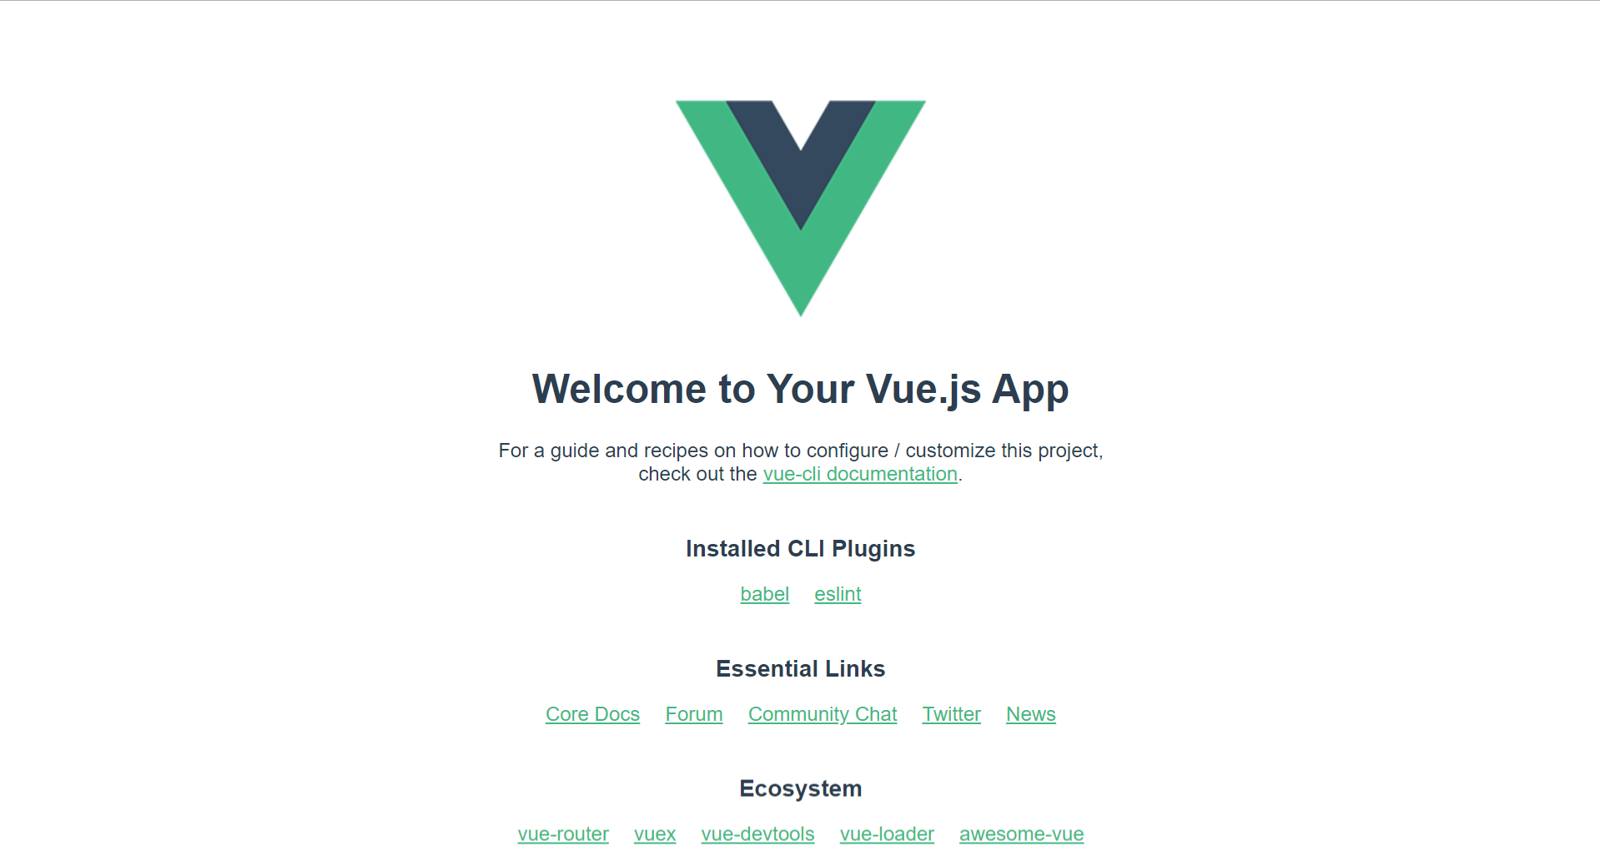 Welcome to Your Vue.js App
For a guide and recipes on how to configure / customize this project,
check out the vue-cli documentation.
Installed CLI Plugins
babel eslint
Essential Links
Core Docs Forum Community Chat Twitter News
Ecosystem
vue-router vuex vue-devtools vue-loader awesome-vue